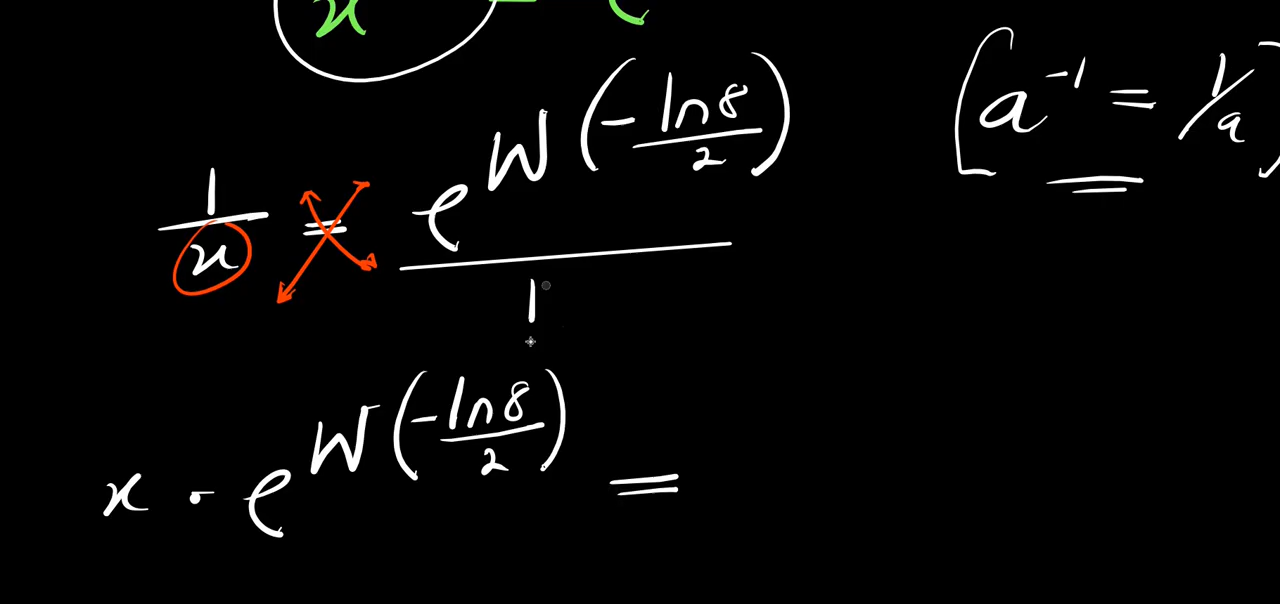 x
[a⁻¹ = 1/a]
1/x = e^W(-ln8/2)/1
x · e^W(-ln8/2) =